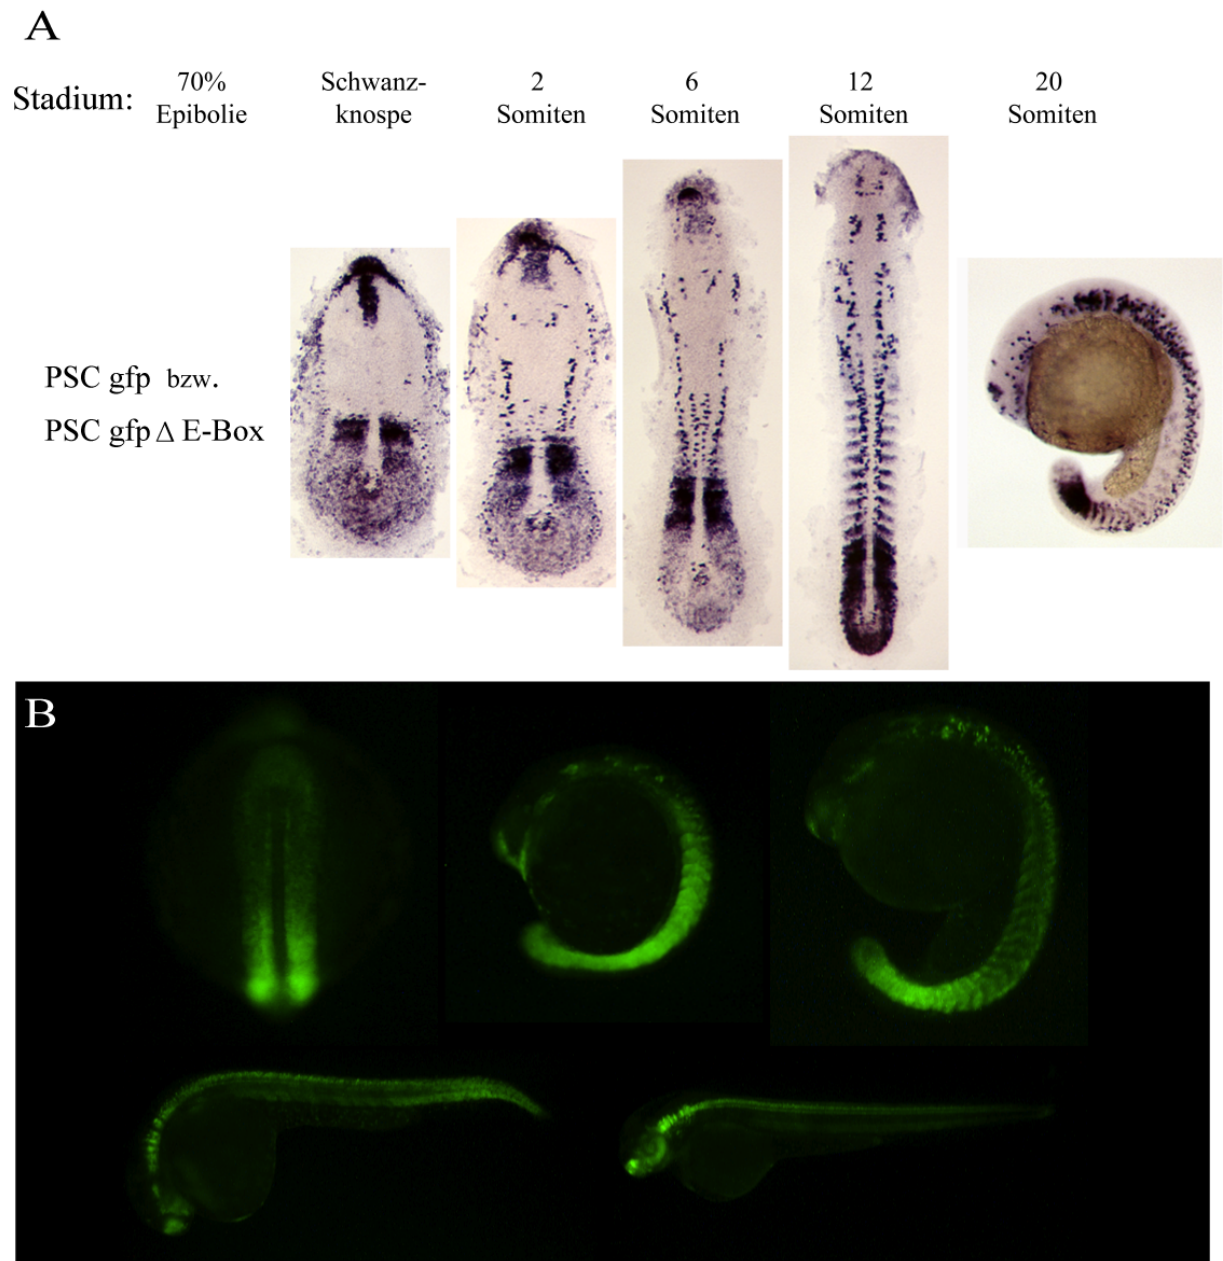 A
Stadium:
70%
Epibolie
Schwanz-
knospe
2
Somiten
6
Somiten
12
Somiten
20
Somiten
PSC gfp bzw.
PSC gfp Δ E-Box
B